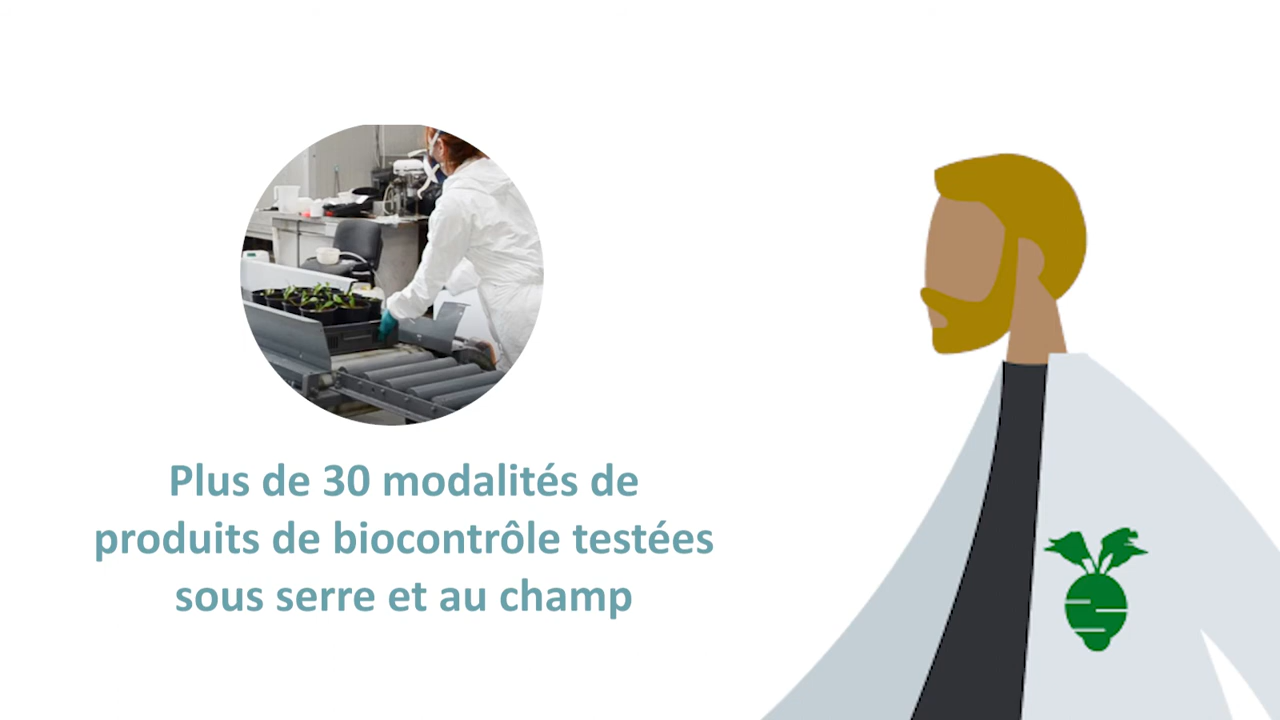 Plus de 30 modalités de
produits de biocontrôle testées
sous serre et au champ